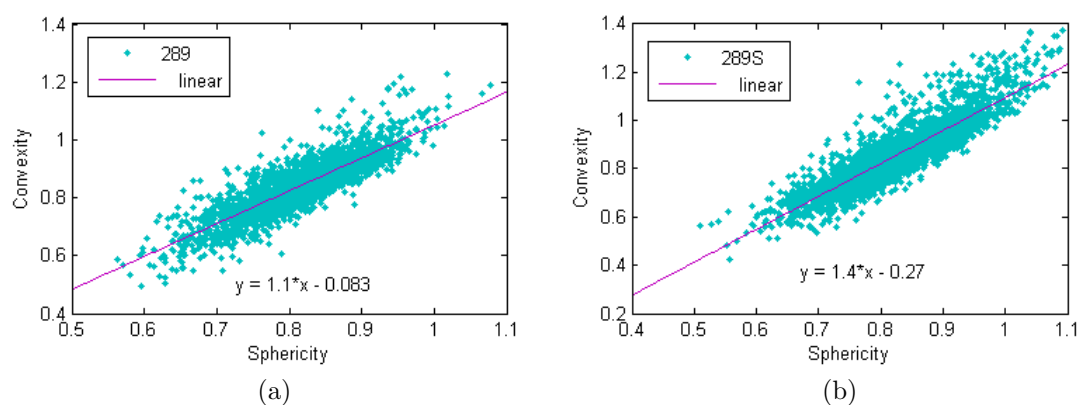 1.4
1.2
1
0.8
0.6
0.4
Convexity
289
linear
y = 1.1*x - 0.083
0.5 0.6 0.7 0.8 0.9 1 1.1
Sphericity
(a)
1.4
1.2
1
0.8
0.6
0.4
0.2
Convexity
289S
linear
y = 1.4*x - 0.27
0.4 0.5 0.6 0.7 0.8 0.9 1 1.1
Sphericity
(b)